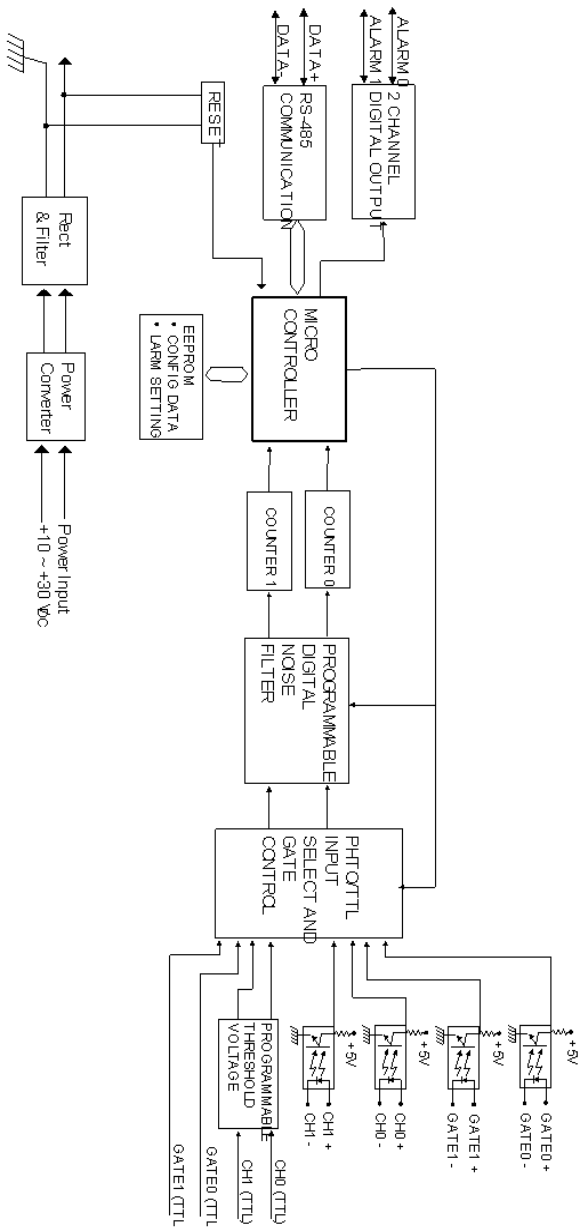 ALARM 0
ALARM 1
2 CHANNEL
DIGITAL OUTPUT
DATA+
DATA-
RS-485
COMMUNICATION
RESET
MICRO
CONTROLLER
EEPROM
• CONFIG DATA
• LARM SETTING
COUNTER 0
COUNTER 1
PROGRAMMABLE
DIGITAL
NOISE
FILTER
PHTO/TTL
INPUT
SELECT AND
GATE
CONTROL
+5V
GATE0 +
GATE0 -
+5V
GATE1 +
GATE1 -
+5V
CH0 +
CH0 -
+5V
CH1 +
CH1 -
PROGRAMMABLE
THRESHOLD
VOLTAGE
CH0 (TTL)
CH1 (TTL)
GATE0 (TTL
GATE1 (TTL
Rect
& Filter
Power
Converter
Power Input
+10 ~ +30 Vdc